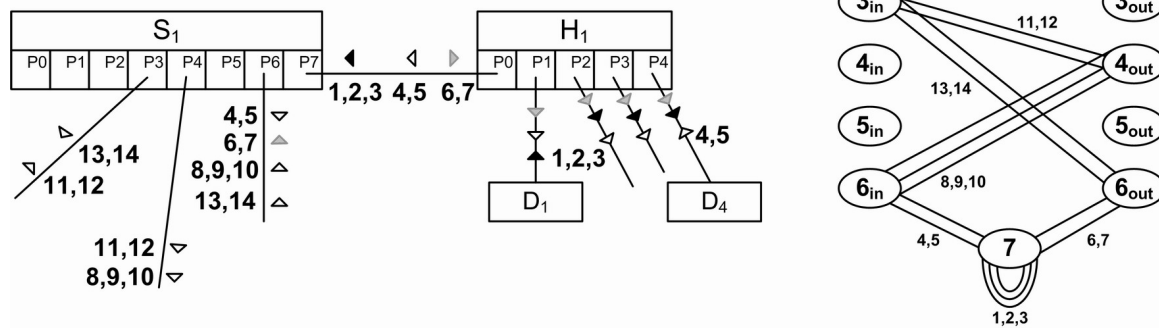 S1
P0 P1 P2 P3 P4 P5 P6 P7
H1
P0 P1 P2 P3 P4
1,2,3 4,5 6,7
4,5
6,7
8,9,10
13,14
13,14
11,12
11,12
8,9,10
1,2,3
4,5
D1
D4
3in
3out
11,12
4in
4out
13,14
5in
5out
6in
6out
8,9,10
4,5
7
6,7
1,2,3